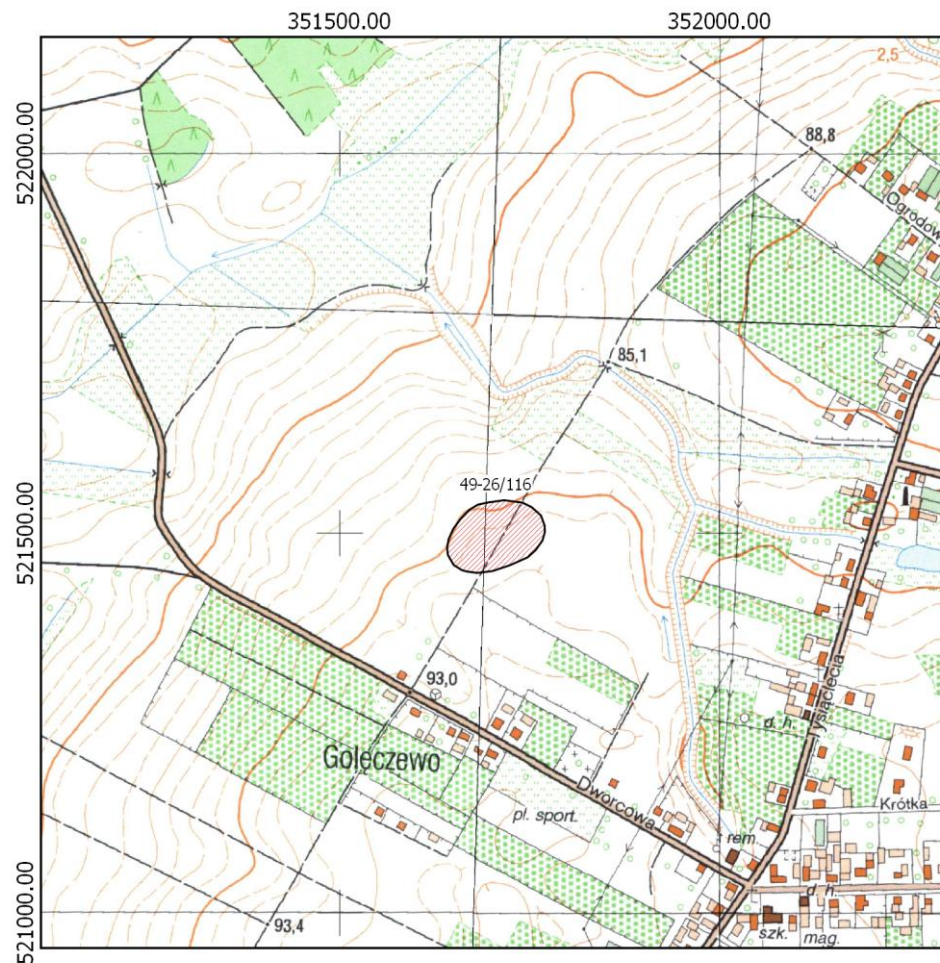 351500.00
352000.00
2,5
522000.00
88,8
Ogrodow
85,1
49-26/116
521500.00
Tysiąclecia
93,0
d. h.
Golęczewo
Dworcowa
Krótka
pl. sport.
rem.
d. h.
521000.00
93,4
szk.
mag.